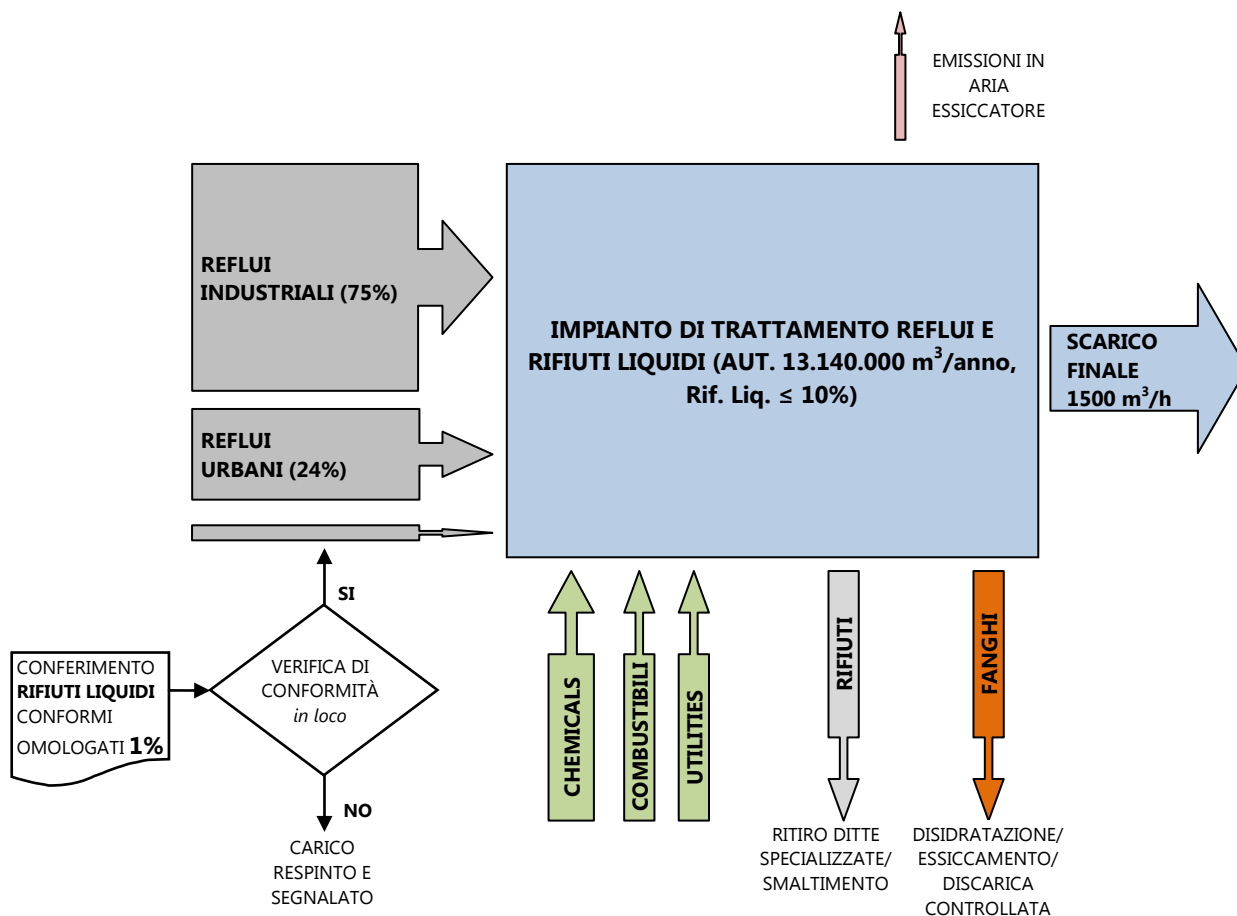 EMISSIONI IN
ARIA
ESSICCATORE
REFLUI
INDUSTRIALI (75%)
IMPIANTO DI TRATTAMENTO REFLUI E
RIFIUTI LIQUIDI (AUT. 13.140.000 m³/anno,
Rif. Liq. ≤ 10%)
SCARICO
FINALE
1500 m³/h
REFLUI
URBANI (24%)
SI
CONFERIMENTO
RIFIUTI LIQUIDI
CONFORMI
OMOLOGATI 1%
VERIFICA DI
CONFORMITÀ
in loco
NO
CARICO
RESPINTO E
SEGNALATO
CHEMICALS
COMBUSTIBILI
UTILITIES
RIFIUTI
FANGHI
RITIRO DITTE
SPECIALIZZATE/
SMALTIMENTO
DISIDRATAZIONE/
ESSICCAMENTO/
DISCARICA
CONTROLLATA